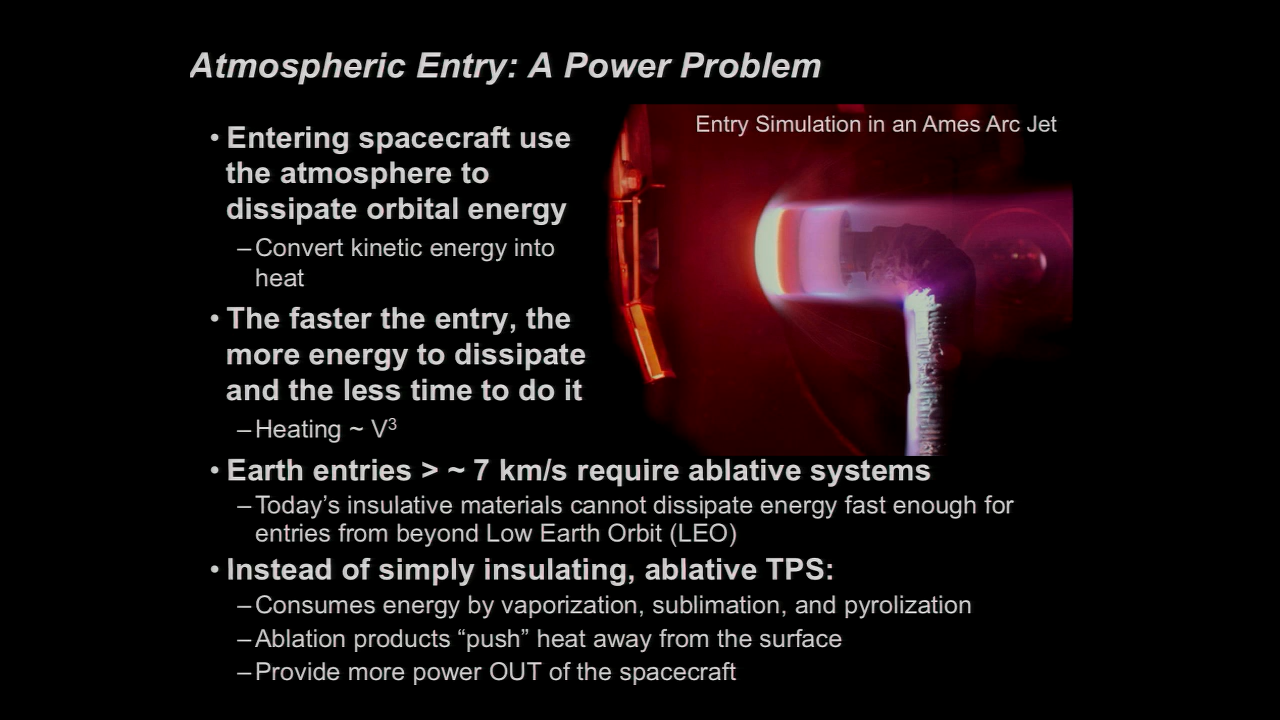 Atmospheric Entry: A Power Problem
Entry Simulation in an Ames Arc Jet
• Entering spacecraft use
the atmosphere to
dissipate orbital energy
– Convert kinetic energy into
heat
• The faster the entry, the
more energy to dissipate
and the less time to do it
– Heating ~ V³
• Earth entries > ~ 7 km/s require ablative systems
– Today’s insulative materials cannot dissipate energy fast enough for
entries from beyond Low Earth Orbit (LEO)
• Instead of simply insulating, ablative TPS:
– Consumes energy by vaporization, sublimation, and pyrolization
– Ablation products “push” heat away from the surface
– Provide more power OUT of the spacecraft